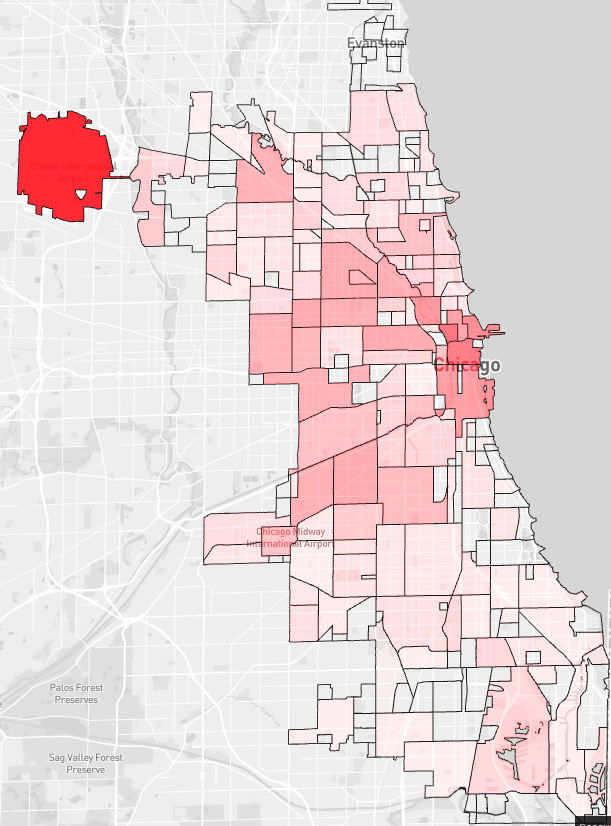 Evanston
O'Hare International
Airport
Chicago
Chicago Midway
International Airport
Palos Forest
Preserves
Sag Valley Forest
Preserve